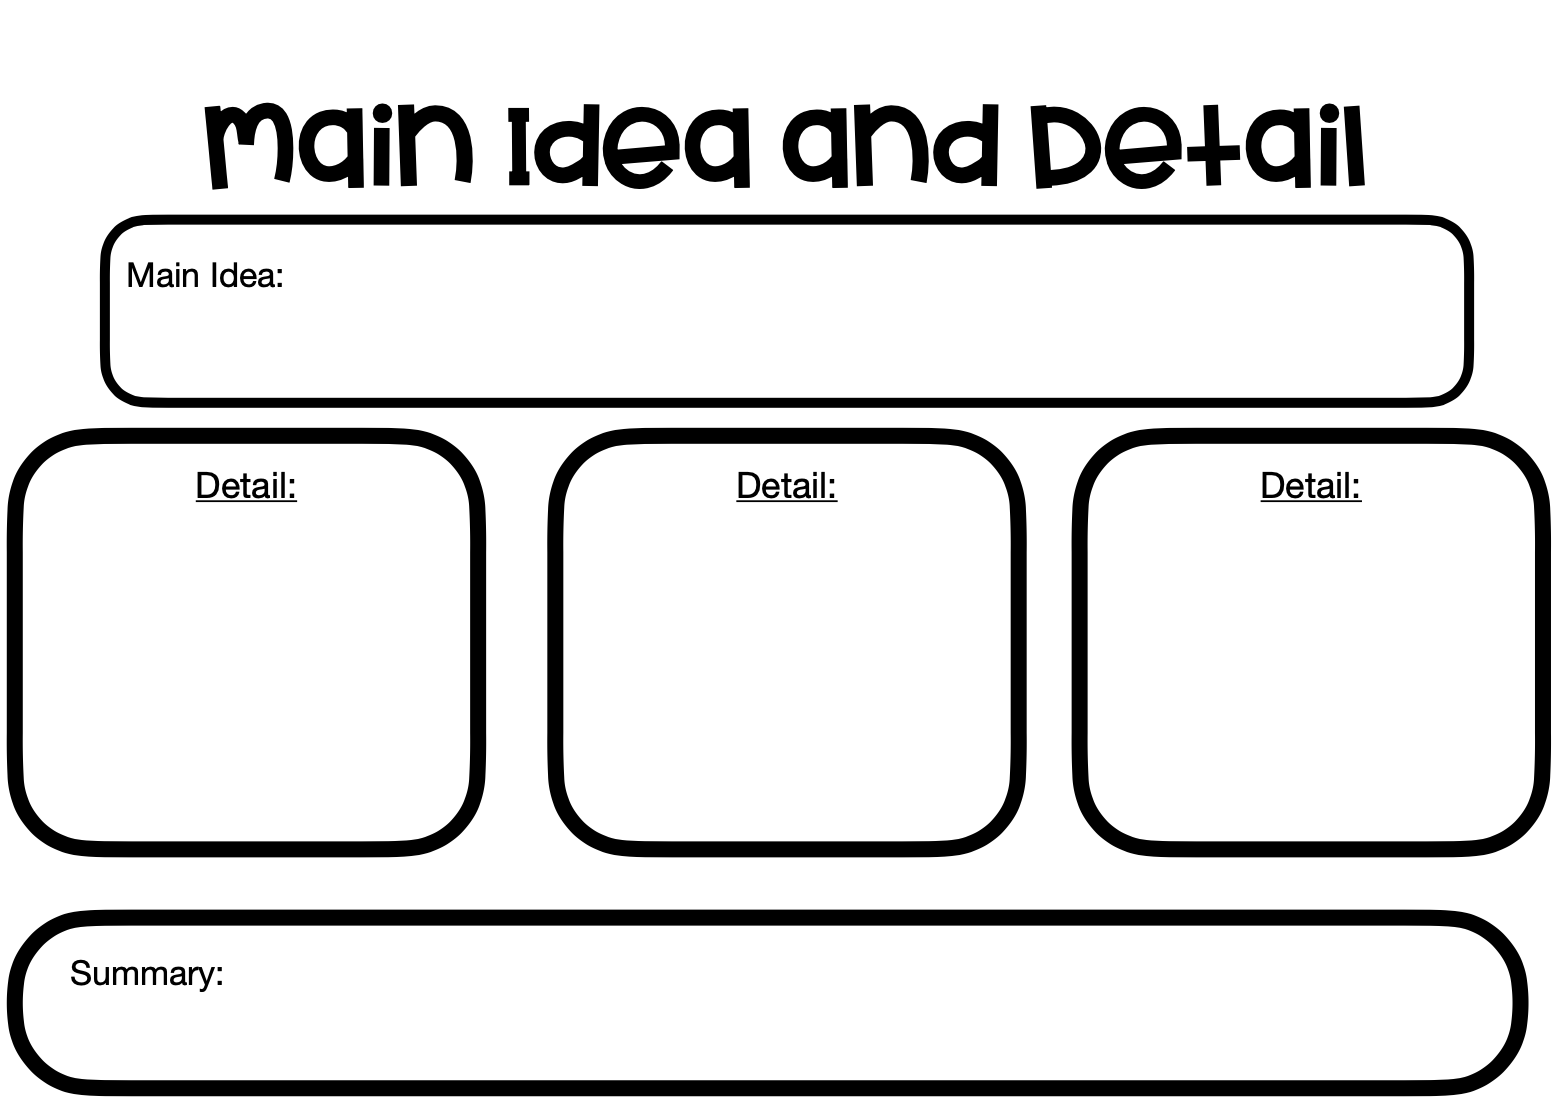 Main Idea and Detail
Main Idea:
Detail:
Detail:
Detail:
Summary: